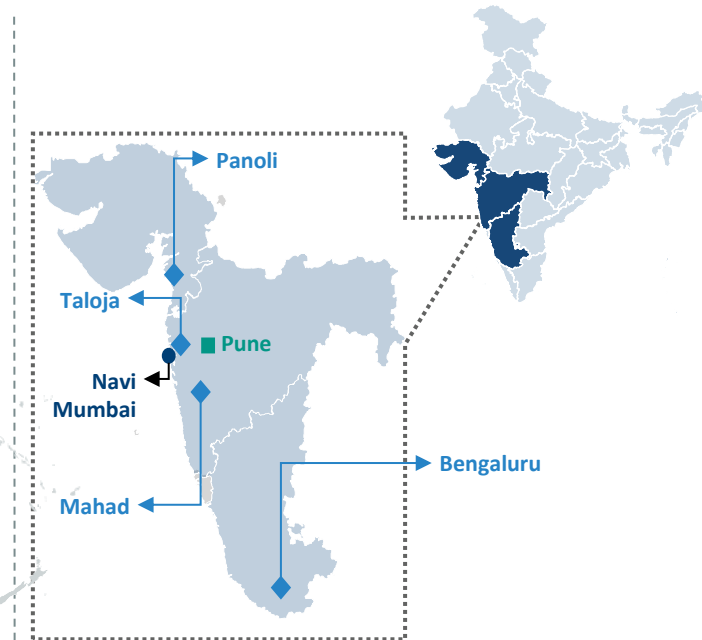 Panoli
Taloja
Pune
Navi
Mumbai
Bengaluru
Mahad